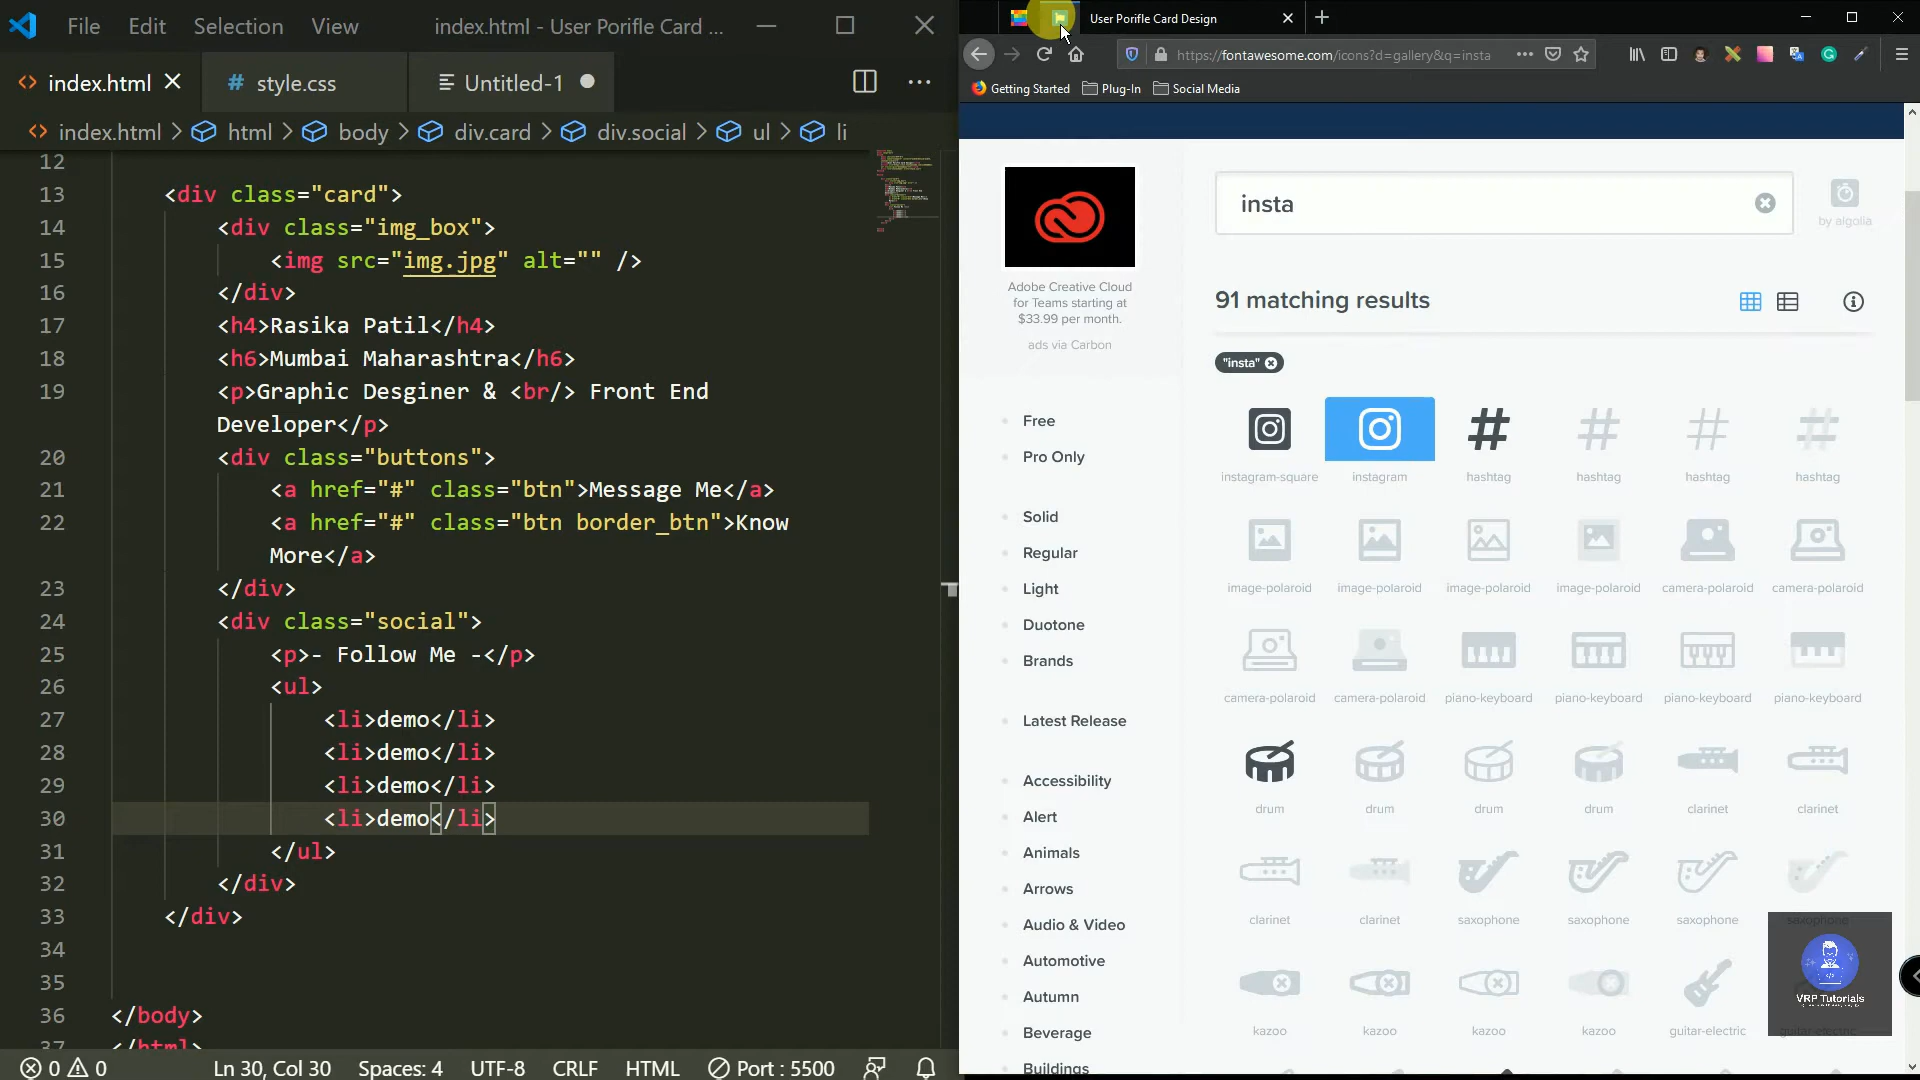 File Edit Selection View index.html - User Porifle Card ...
index.html style.css Untitled-1
index.html > html > body > div.card > div.social > ul > li
12
13 <div class="card">
14 <div class="img_box">
15 <img src="img.jpg" alt="" />
16 </div>
17 <h4>Rasika Patil</h4>
18 <h6>Mumbai Maharashtra</h6>
19 <p>Graphic Desginer & <br/> Front End
Developer</p>
20 <div class="buttons">
21 <a href="#" class="btn">Message Me</a>
22 <a href="#" class="btn border_btn">Know
More</a>
23 </div>
24 <div class="social">
25 <p>- Follow Me -</p>
26 <ul>
27 <li>demo</li>
28 <li>demo</li>
29 <li>demo</li>
30 <li>demo</li>
31 </ul>
32 </div>
33 </div>
34
35
36 </body>
37 </html>
0 0 Ln 30, Col 30 Spaces: 4 UTF-8 CRLF HTML Port : 5500
User Porifle Card Design
https://fontawesome.com/icons?d=gallery&q=insta
Getting Started Plug-In Social Media
Adobe Creative Cloud
for Teams starting at
$33.99 per month.
ads via Carbon
Free
Pro Only
Solid
Regular
Light
Duotone
Brands
Latest Release
Accessibility
Alert
Animals
Arrows
Audio & Video
Automotive
Autumn
Beverage
Buildings
insta
by algolia
91 matching results
"insta"
instagram-square instagram hashtag hashtag hashtag hashtag
image-polaroid image-polaroid image-polaroid image-polaroid camera-polaroid camera-polaroid
camera-polaroid camera-polaroid piano-keyboard piano-keyboard piano-keyboard piano-keyboard
drum drum drum drum clarinet clarinet
clarinet clarinet saxophone saxophone saxophone saxophone
kazoo kazoo kazoo kazoo guitar-electric guitar-electric
VRP Tutorials